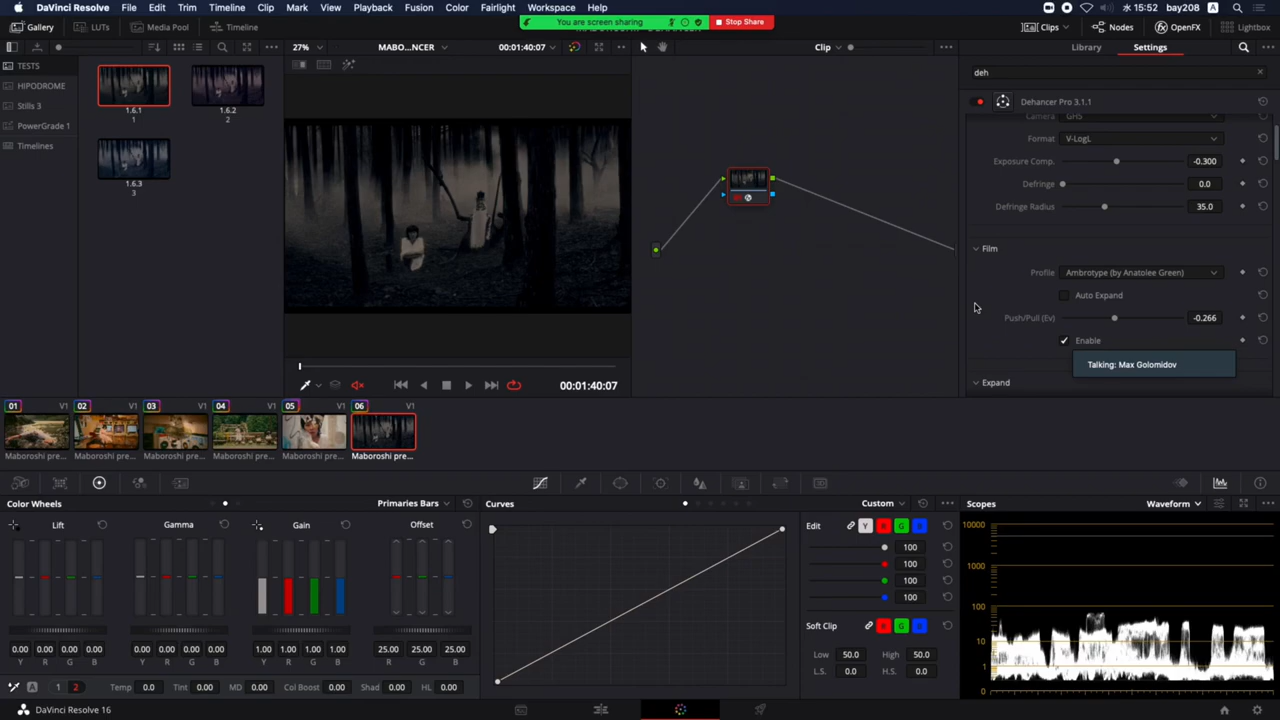 DaVinci Resolve File Edit Trim Timeline Clip Mark View Playback Fusion Color Fairlight Workspace Help 15:52 bay208 A
You are screen sharing Stop Share
Gallery LUTs Media Pool Timeline Clips Nodes OpenFX Lightbox
27% MABO...NCER 00:01:40:07 Clip Library Settings
TESTS
HIPODROME
Stills 3
PowerGrade 1
Timelines
1.6.1
1
1.6.2
2
1.6.3
3
deh
Dehancer Pro 3.1.1
Camera GH5
Format V-LogL
Exposure Comp. -0.300
Defringe 0.0
Defringe Radius 35.0
Film
Profile Ambrotype (by Anatolee Green)
Auto Expand
Push/Pull (Ev) -0.266
Enable
Talking: Max Golomidov
Expand
00:01:40:07
01 V1 02 V1 03 V1 04 V1 05 V1 06 V1
Maboroshi pre... Maboroshi pre... Maboroshi pre... Maboroshi pre... Maboroshi pre... Maboroshi pre...
Color Wheels Primaries Bars
Lift Gamma Gain Offset
0.00 0.00 0.00 0.00 0.00 0.00 0.00 0.00 1.00 1.00 1.00 1.00 25.00 25.00 25.00
Y R G B Y R G B Y R G B R G B
A 1 2 Temp 0.0 Tint 0.00 MD 0.00 Col Boost 0.00 Shad 0.00 HL 0.00
Curves Custom
Edit Y R G B
100
100
100
100
Soft Clip R G B
Low 50.0 High 50.0
L.S. 0.0 H.S. 0.0
Scopes Waveform
10000
1000
100
10
1
0
DaVinci Resolve 16